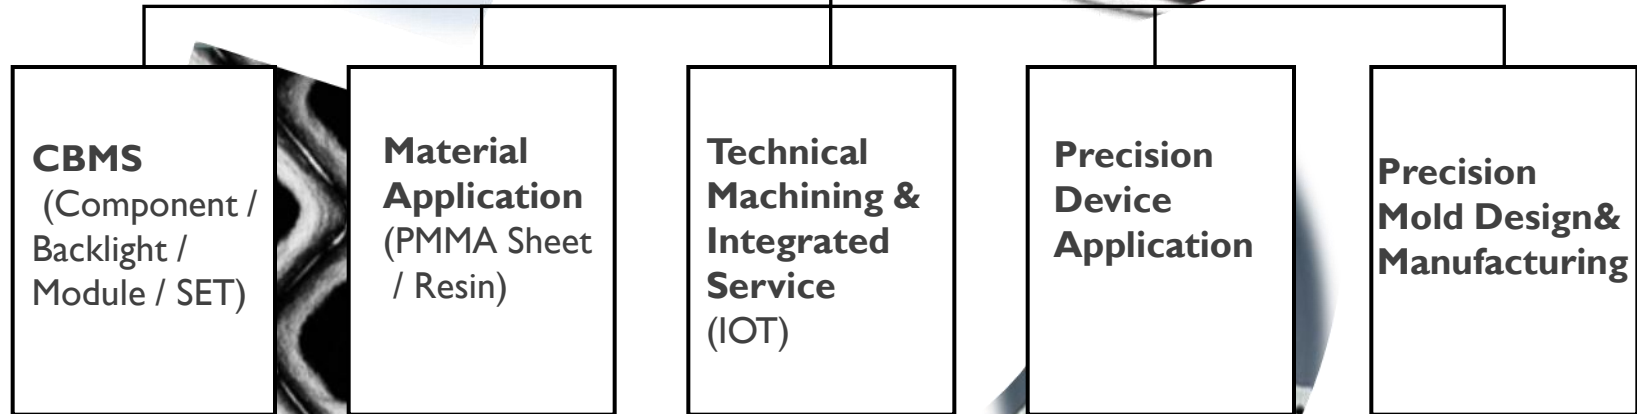 CBMS
(Component /
Backlight /
Module / SET)
Material
Application
(PMMA Sheet
/ Resin)
Technical
Machining &
Integrated
Service
(IOT)
Precision
Device
Application
Precision
Mold Design&
Manufacturing